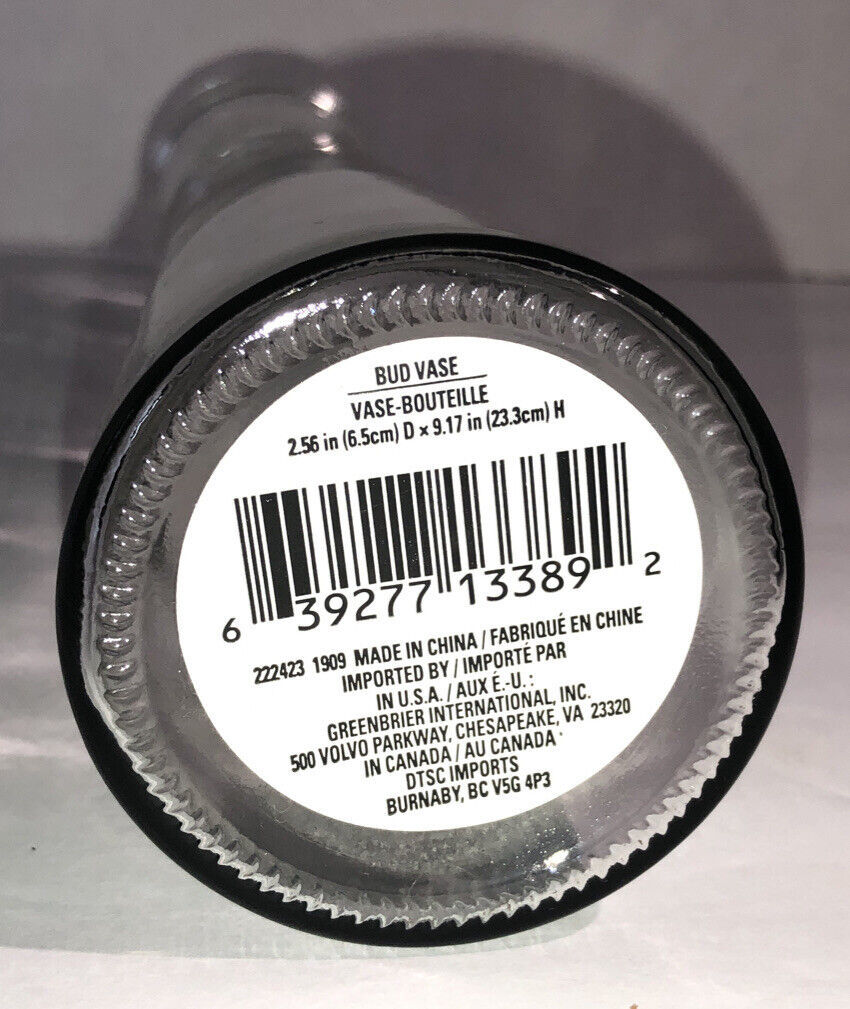 BUD VASE
VASE-BOUTEILLE
2.56 in (6.5cm) D × 9.17 in (23.3cm) H
6 39277 13389 2
222423 1909 MADE IN CHINA / FABRIQUÉ EN CHINE
IMPORTED BY / IMPORTÉ PAR
IN U.S.A. / AUX É.-U. :
GREENBRIER INTERNATIONAL, INC.
500 VOLVO PARKWAY, CHESAPEAKE, VA 23320
IN CANADA / AU CANADA
DTSC IMPORTS
BURNABY, BC V5G 4P3